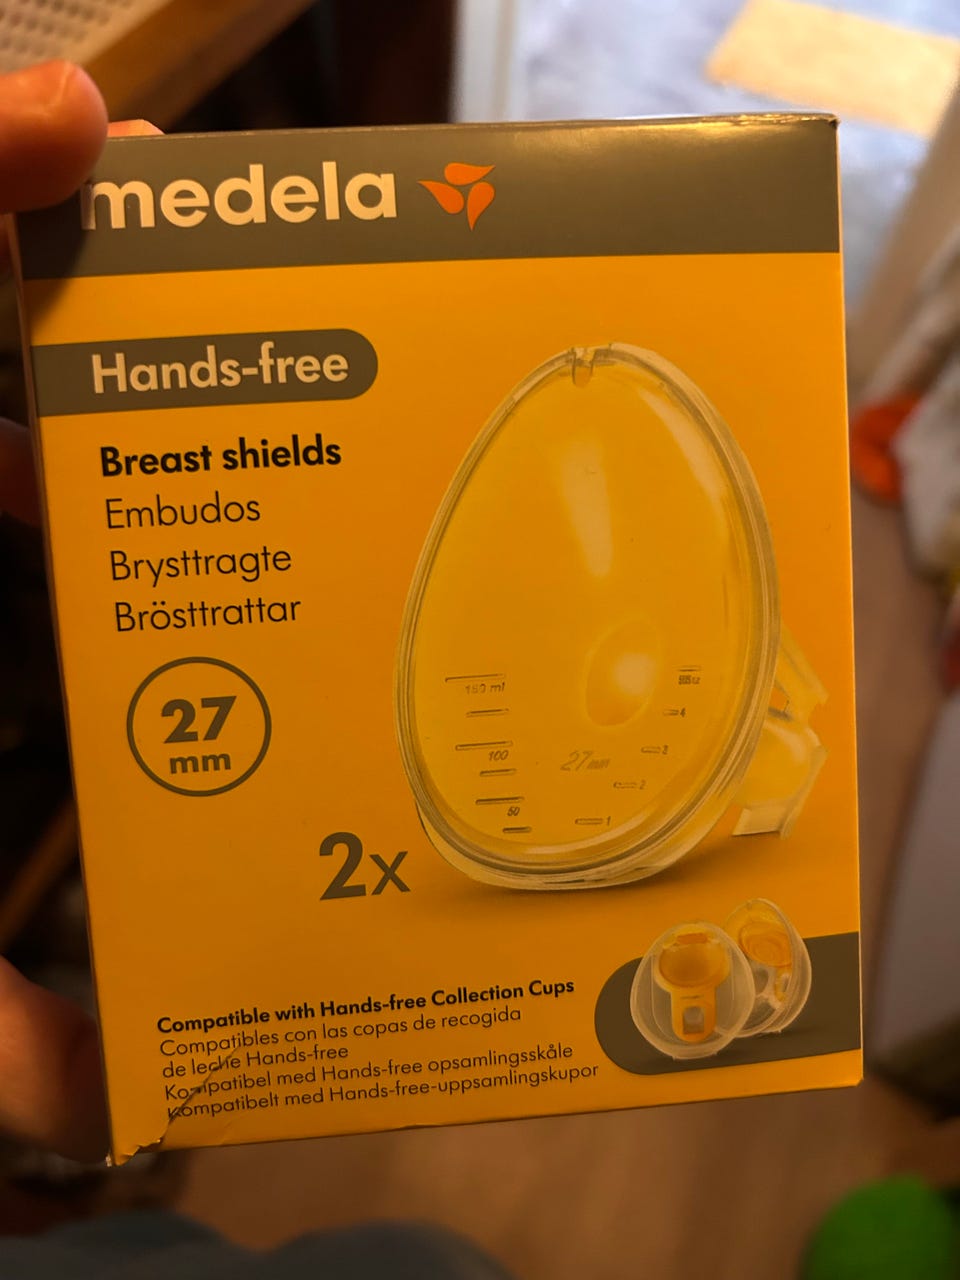 medela
Hands-free
Breast shields
Embudos
Brysttragte
Brösttrattar
27
mm
150 ml
100
50
27mm
4
3
2
1
2x
Compatible with Hands-free Collection Cups
Compatibles con las copas de recogida
de leche Hands-free
Kompatibel med Hands-free opsamlingsskåle
Kompatibelt med Hands-free-uppsamlingskupor